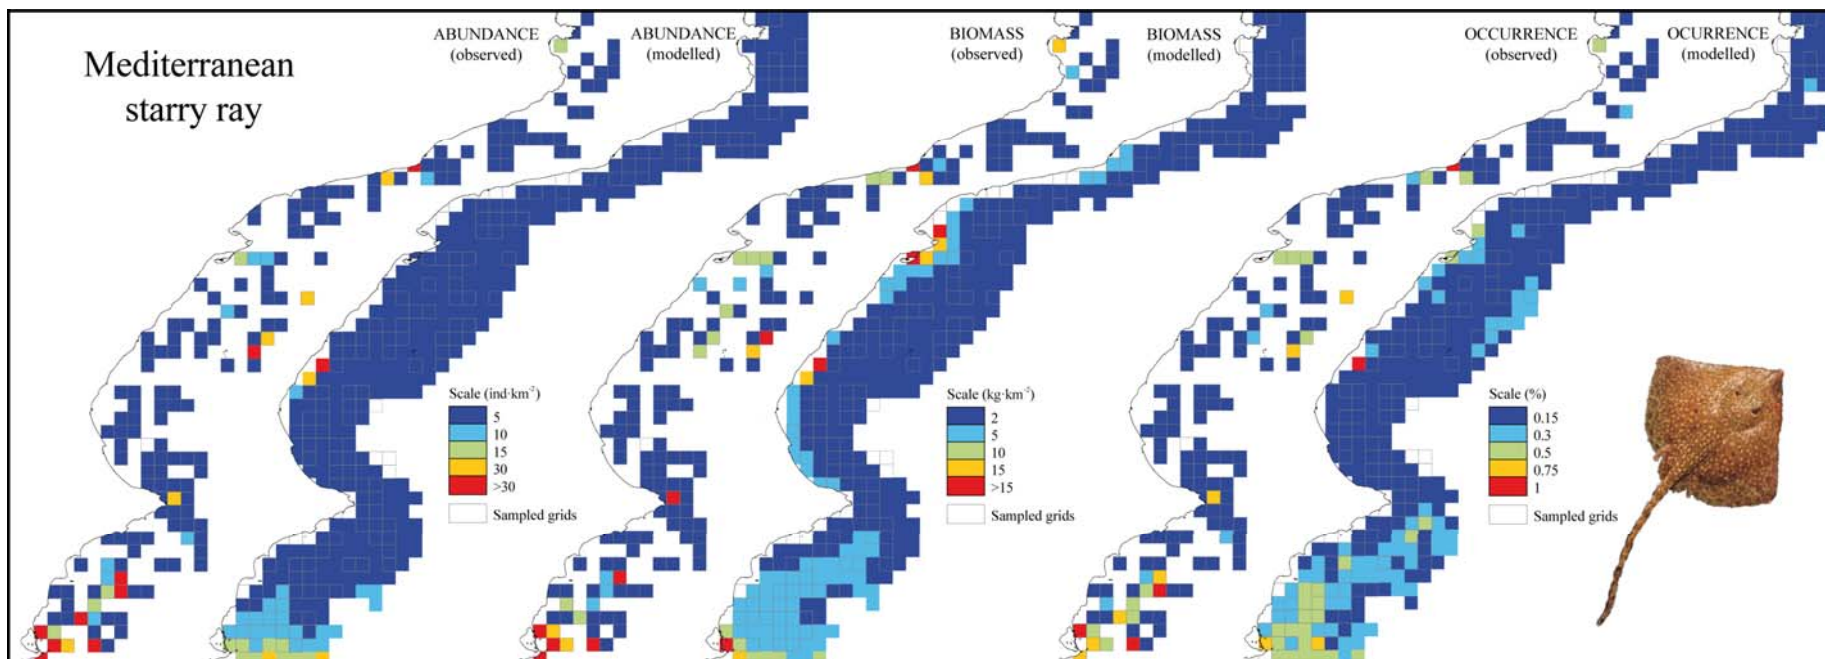 Mediterranean
starry ray
ABUNDANCE
(observed)
ABUNDANCE
(modelled)
BIOMASS
(observed)
BIOMASS
(modelled)
OCCURRENCE
(observed)
OCURRENCE
(modelled)
Scale (ind·km⁻²)
5
10
15
30
>30
Sampled grids
Scale (kg·km⁻²)
2
5
10
15
>15
Sampled grids
Scale (%)
0.15
0.3
0.5
0.75
1
Sampled grids